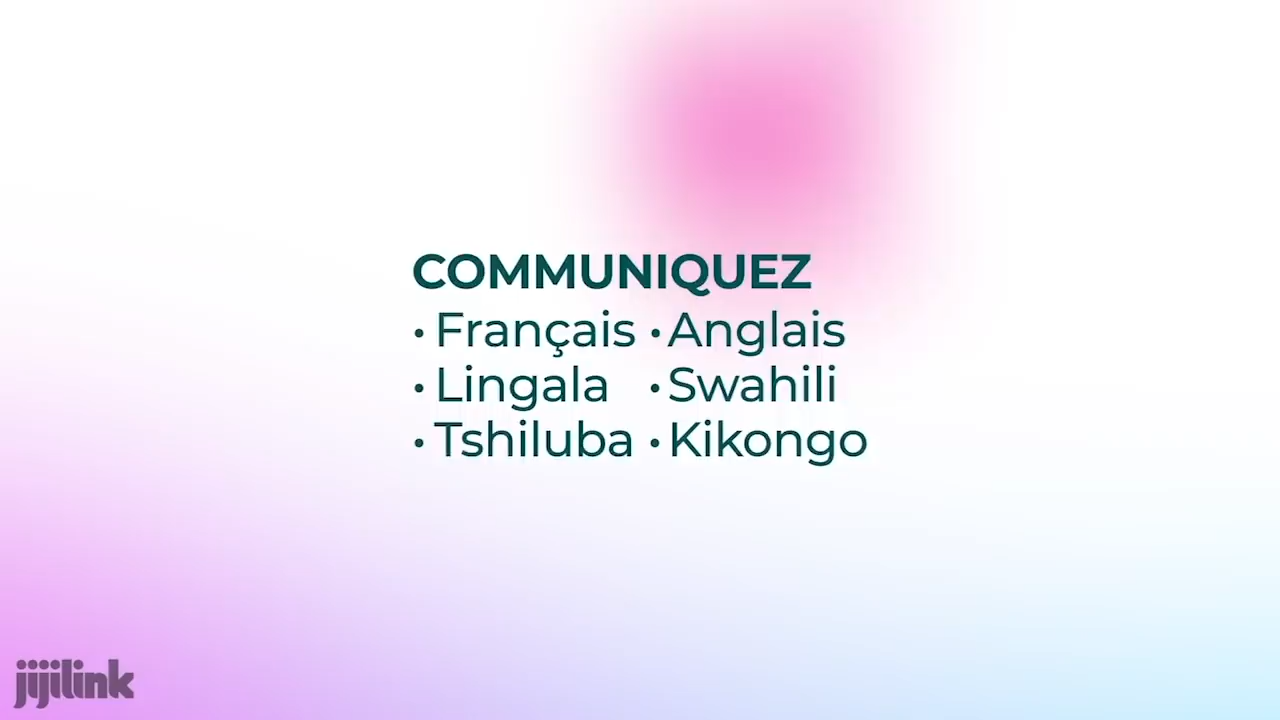 COMMUNIQUEZ
• Français • Anglais
• Lingala • Swahili
• Tshiluba • Kikongo
jijilink